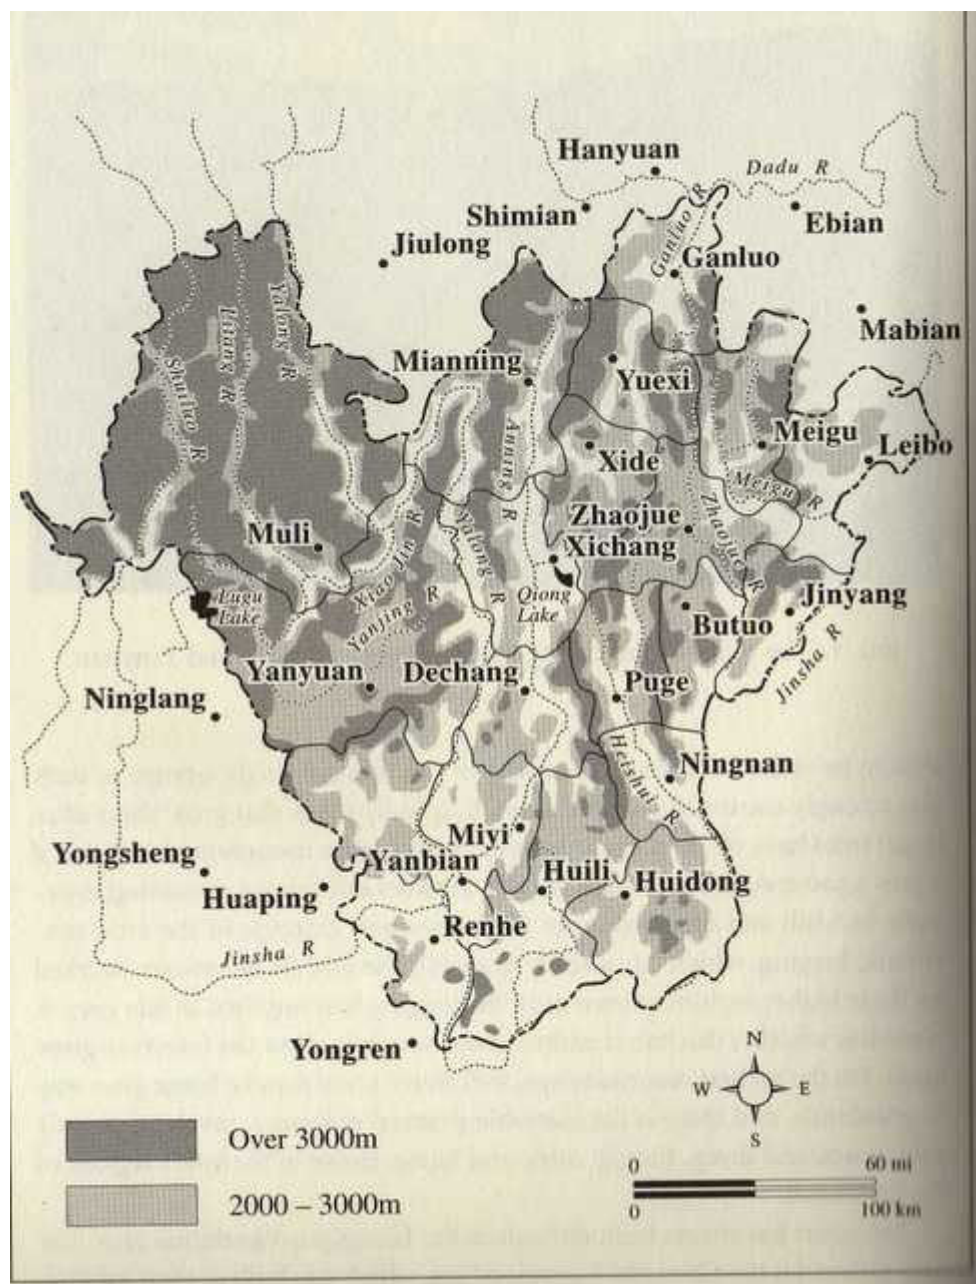 Hanyuan
Dadu R
Shimian
Ganluo R
Ebian
Jiulong
Ganluo
Yalong R
Litang R
Mabian
Mianning
Yuexi
Shuiluo R
Anning R
Xide
Meigu
Leibo
Meigu R
Muli
Zhaojue
Zhaojue R
Xichang
Xiao Jin R
Yalong R
Qiong
Lake
Lugu
Lake
Yanjing R
Jinyang
Butuo
Jinsha R
Yanyuan
Dechang
Puge
Ninglang
Heishui R
Ningnan
Miyi
Yongsheng
Yanbian
Huaping
Huili
Huidong
Renhe
Jinsha R
Yongren
N
W
E
S
Over 3000m
2000 – 3000m
0
60 mi
0
100 km